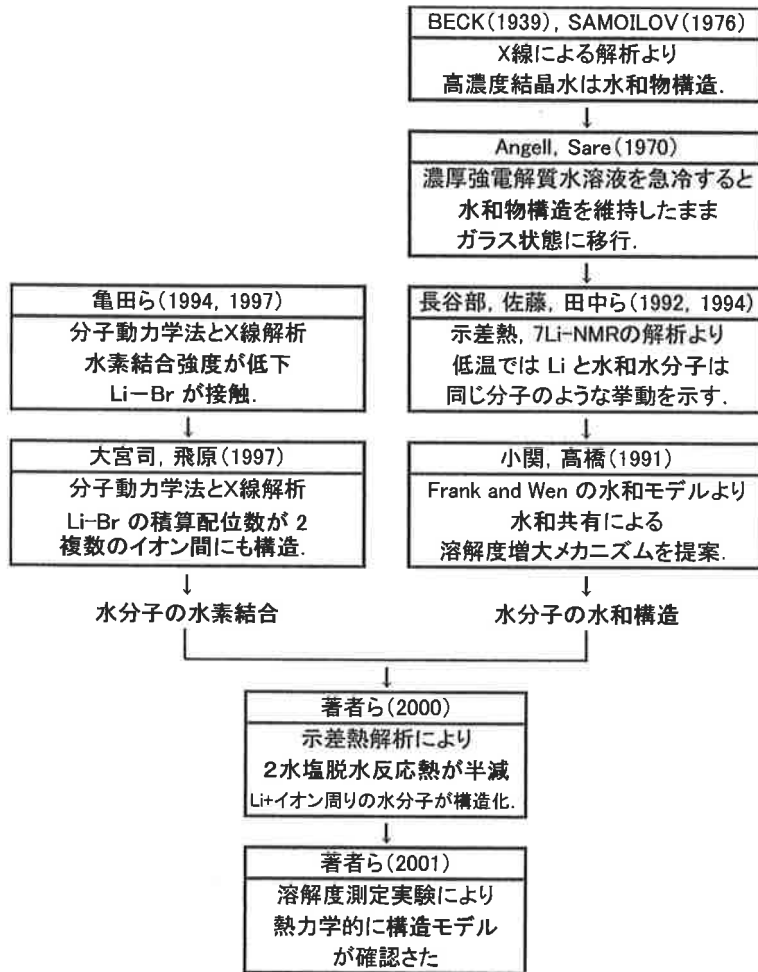 BECK(1939), SAMOILOV(1976)
X線による解析より
高濃度結晶水は水和物構造.
↓
Angell, Sare(1970)
濃厚強電解質水溶液を急冷すると
水和物構造を維持したまま
ガラス状態に移行.
↓
長谷部, 佐藤, 田中ら(1992, 1994)
示差熱, 7Li-NMRの解析より
低温では Li と水和水分子は
同じ分子のような挙動を示す.
↓
小関, 髙橋(1991)
Frank and Wen の水和モデルより
水和共有による
溶解度増大メカニズムを提案.
↓
水分子の水和構造
亀田ら(1994, 1997)
分子動力学法とX線解析
水素結合強度が低下
Li-Br が接触.
↓
大宮司, 飛原(1997)
分子動力学法とX線解析
Li-Br の積算配位数が 2
複数のイオン間にも構造.
↓
水分子の水素結合
↓
著者ら(2000)
示差熱解析により
2水塩脱水反応熱が半減
Li+イオン周りの水分子が構造化.
↓
著者ら(2001)
溶解度測定実験により
熱力学的に構造モデル
が確認さた